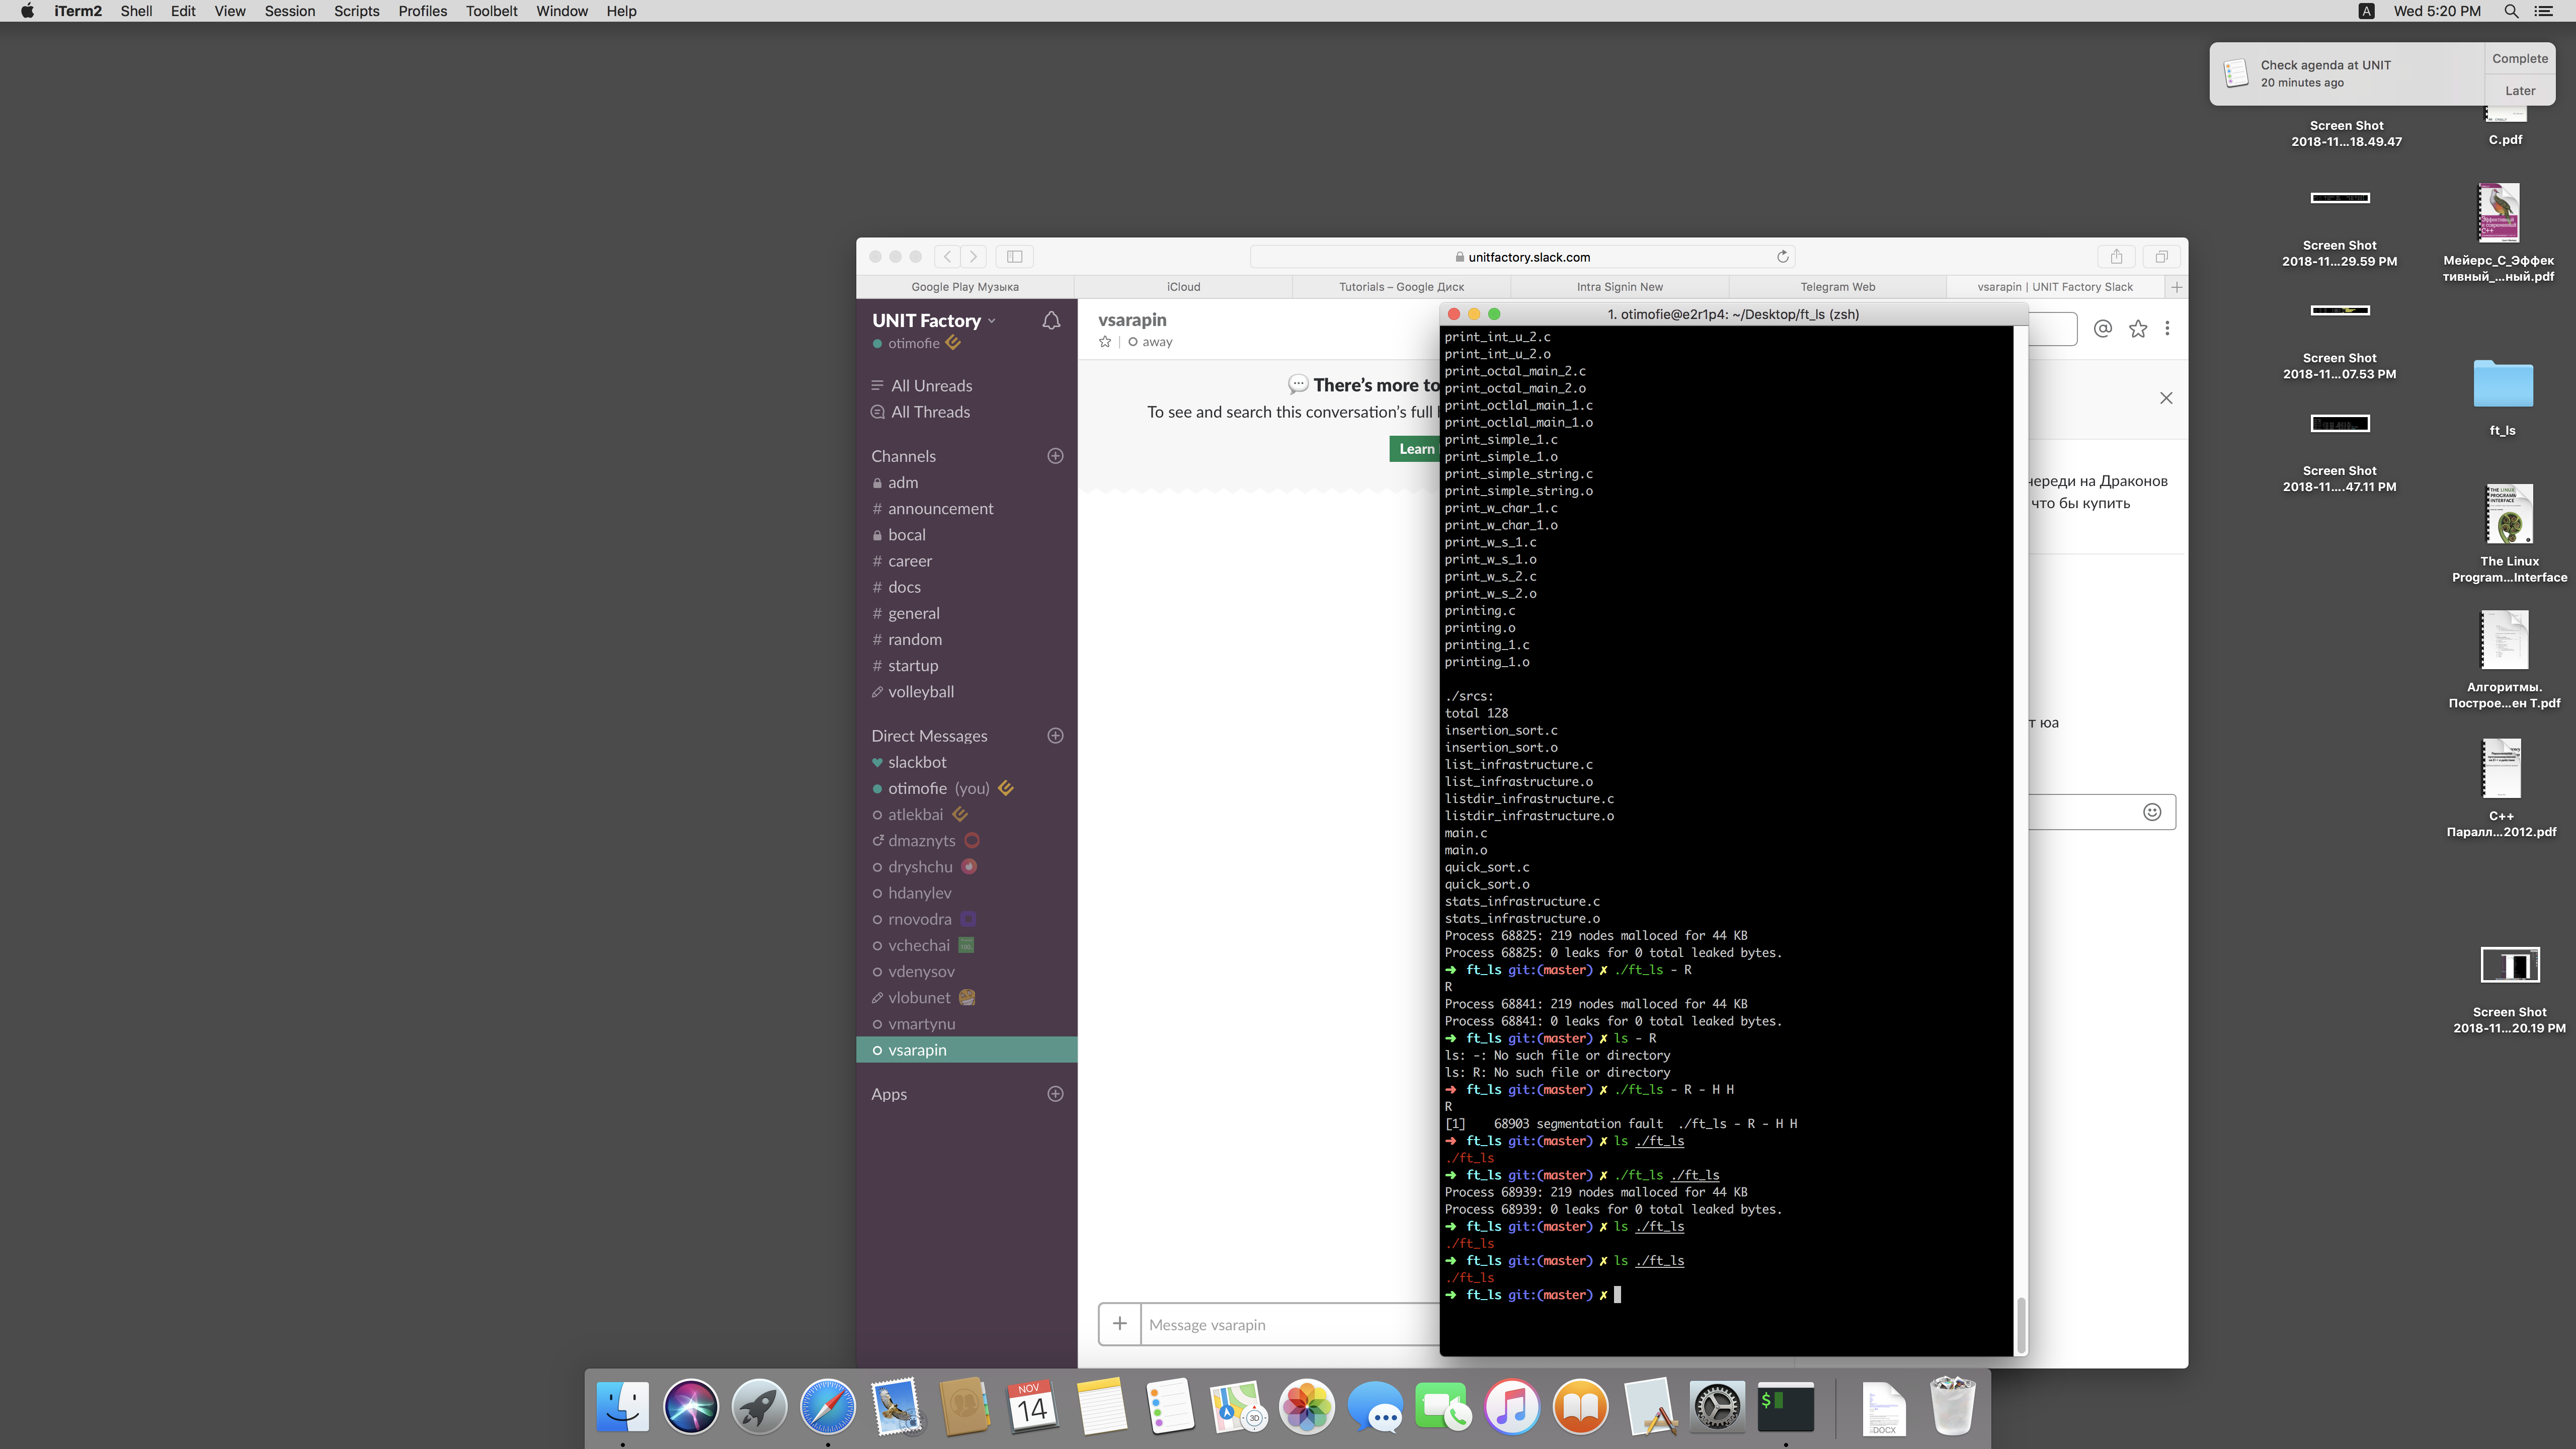 iTerm2 Shell Edit View Session Scripts Profiles Toolbelt Window Help
A Wed 5:20 PM
Check agenda at UNIT
20 minutes ago
Complete
Later
Screen Shot
2018-11...18.49.47
C.pdf
Screen Shot
2018-11...29.59 PM
Мейерс_С_Эффек
тивный_...ный.pdf
Screen Shot
2018-11...07.53 PM
ft_ls
Screen Shot
2018-11....47.11 PM
The Linux
Program...Interface
Алгоритмы.
Построе...ен Т.pdf
C++
Паралл...2012.pdf
Screen Shot
2018-11...20.19 PM
unitfactory.slack.com
Google Play Музыка
iCloud
Tutorials – Google Диск
Intra Signin New
Telegram Web
vsarapin | UNIT Factory Slack
UNIT Factory
otimofie
All Unreads
All Threads
Channels
adm
# announcement
bocal
# career
# docs
# general
# random
# startup
volleyball
Direct Messages
slackbot
otimofie (you)
atlekbai
dmaznyts
dryshchu
hdanylev
rnovodra
vchechai
vdenysov
vlobunet
vmartynu
vsarapin
Apps
vsarapin
away
There's more to
To see and search this conversation's full
Learn
череди на Драконов
что бы купить
т юа
Message vsarapin
1. otimofie@e2r1p4: ~/Desktop/ft_ls (zsh)
print_int_u_2.c
print_int_u_2.o
print_octal_main_2.c
print_octal_main_2.o
print_octlal_main_1.c
print_octlal_main_1.o
print_simple_1.c
print_simple_1.o
print_simple_string.c
print_simple_string.o
print_w_char_1.c
print_w_char_1.o
print_w_s_1.c
print_w_s_1.o
print_w_s_2.c
print_w_s_2.o
printing.c
printing.o
printing_1.c
printing_1.o
./srcs:
total 128
insertion_sort.c
insertion_sort.o
list_infrastructure.c
list_infrastructure.o
listdir_infrastructure.c
listdir_infrastructure.o
main.c
main.o
quick_sort.c
quick_sort.o
stats_infrastructure.c
stats_infrastructure.o
Process 68825: 219 nodes malloced for 44 KB
Process 68825: 0 leaks for 0 total leaked bytes.
➜ ft_ls git:(master) ✗ ./ft_ls - R
R
Process 68841: 219 nodes malloced for 44 KB
Process 68841: 0 leaks for 0 total leaked bytes.
➜ ft_ls git:(master) ✗ ls - R
ls: -: No such file or directory
ls: R: No such file or directory
➜ ft_ls git:(master) ✗ ./ft_ls - R - H H
R
[1] 68903 segmentation fault ./ft_ls - R - H H
➜ ft_ls git:(master) ✗ ls ./ft_ls
./ft_ls
➜ ft_ls git:(master) ✗ ./ft_ls ./ft_ls
Process 68939: 219 nodes malloced for 44 KB
Process 68939: 0 leaks for 0 total leaked bytes.
➜ ft_ls git:(master) ✗ ls ./ft_ls
./ft_ls
➜ ft_ls git:(master) ✗ ls ./ft_ls
./ft_ls
➜ ft_ls git:(master) ✗
NOV
14
3D
$
DOCX